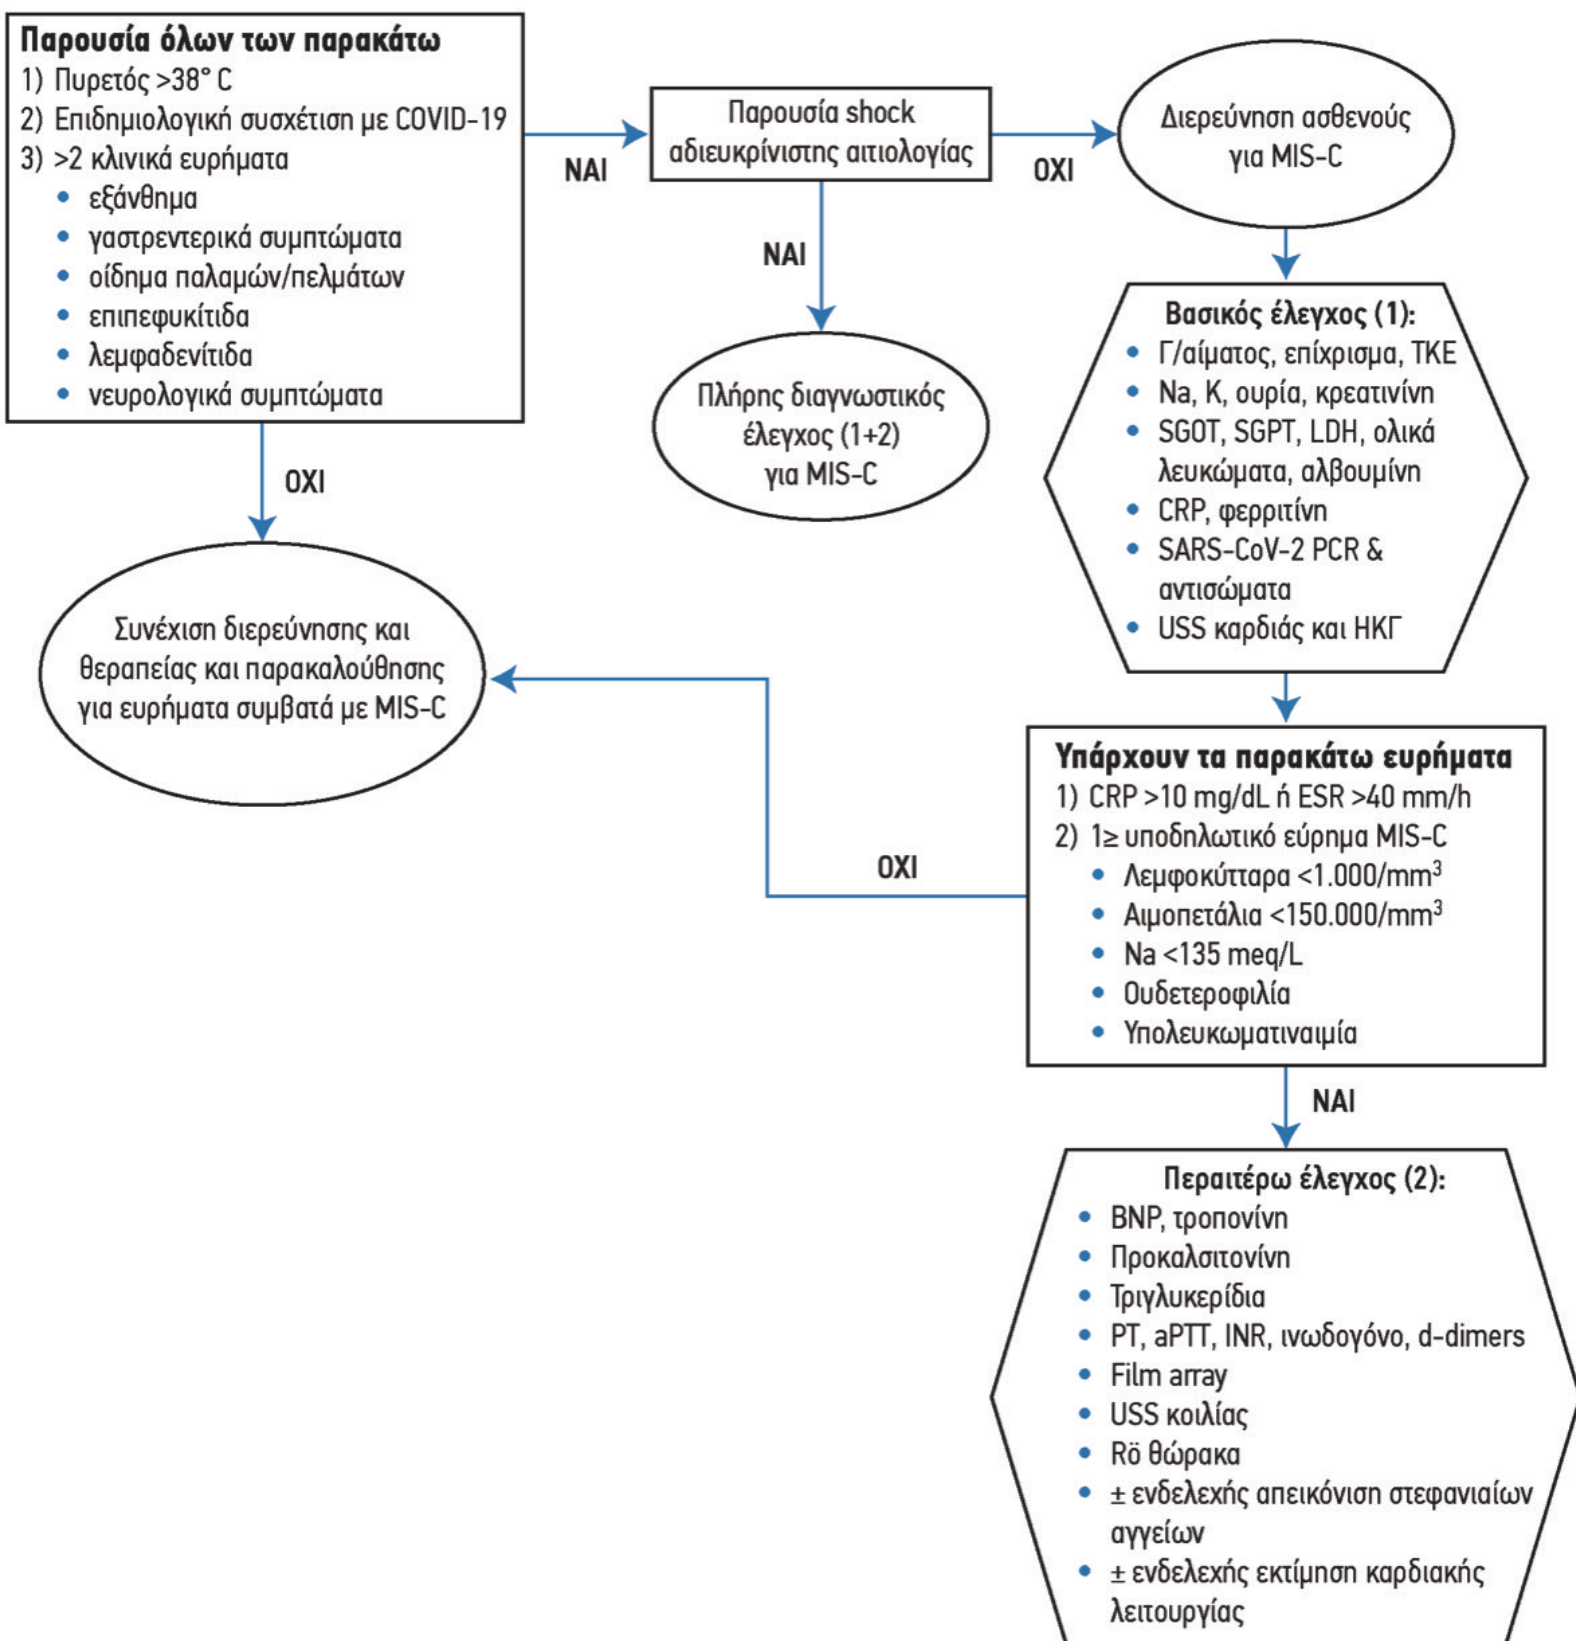 Παρουσία όλων των παρακάτω
1) Πυρετός >38° C
2) Επιδημιολογική συσχέτιση με COVID-19
3) >2 κλινικά ευρήματα
• εξάνθημα
• γαστρεντερικά συμπτώματα
• οίδημα παλαμών/πελμάτων
• επιπεφυκίτιδα
• λεμφαδενίτιδα
• νευρολογικά συμπτώματα
ΝΑΙ
Παρουσία shock
αδιευκρίνιστης αιτιολογίας
ΟΧΙ
Διερεύνηση ασθενούς
για MIS-C
ΝΑΙ
Πλήρης διαγνωστικός
έλεγχος (1+2)
για MIS-C
ΟΧΙ
Συνέχιση διερεύνησης και
θεραπείας και παρακαλούθησης
για ευρήματα συμβατά με MIS-C
Βασικός έλεγχος (1):
• Γ/αίματος, επίχρισμα, ΤΚΕ
• Na, K, ουρία, κρεατινίνη
• SGOT, SGPT, LDH, ολικά
λευκώματα, αλβουμίνη
• CRP, φερριτίνη
• SARS-CoV-2 PCR &
αντισώματα
• USS καρδιάς και ΗΚΓ
Υπάρχουν τα παρακάτω ευρήματα
1) CRP >10 mg/dL ή ESR >40 mm/h
2) 1≥ υποδηλωτικό εύρημα MIS-C
• Λεμφοκύτταρα <1.000/mm³
• Αιμοπετάλια <150.000/mm³
• Na <135 meq/L
• Ουδετεροφιλία
• Υπολευκωματιναιμία
ΟΧΙ
ΝΑΙ
Περαιτέρω έλεγχος (2):
• BNP, τροπονίνη
• Προκαλσιτονίνη
• Τριγλυκερίδια
• PT, aPTT, INR, ινωδογόνο, d-dimers
• Film array
• USS κοιλίας
• Rö θώρακα
• ± ενδελεχής απεικόνιση στεφανιαίων
αγγείων
• ± ενδελεχής εκτίμηση καρδιακής
λειτουργίας